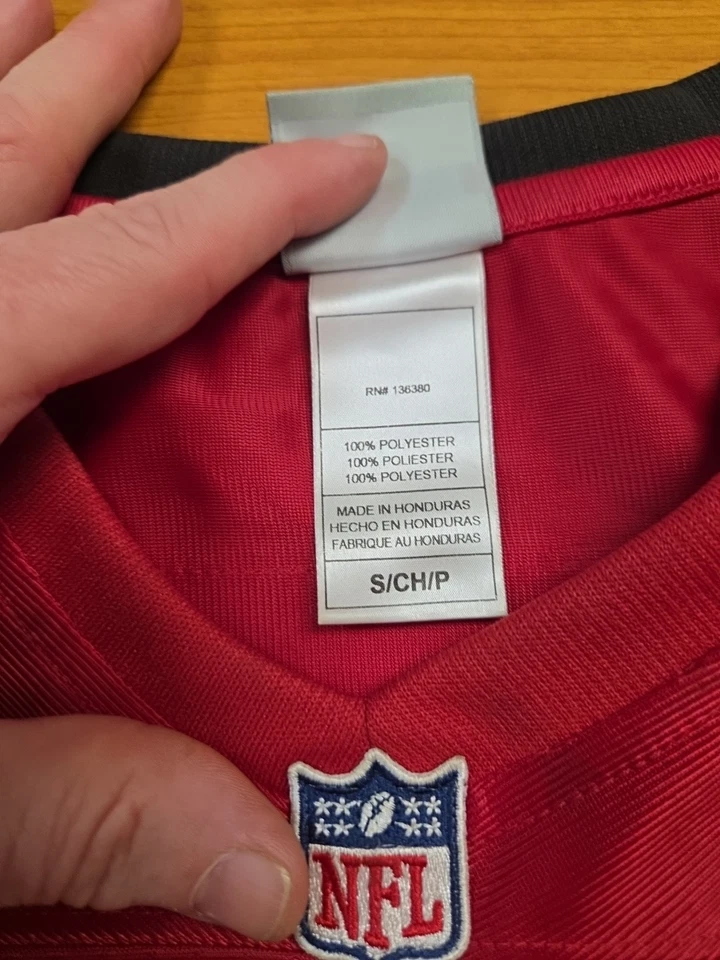 RN# 136380
100% POLYESTER
100% POLIESTER
100% POLYESTER
MADE IN HONDURAS
HECHO EN HONDURAS
FABRIQUE AU HONDURAS
S/CH/P
NFL